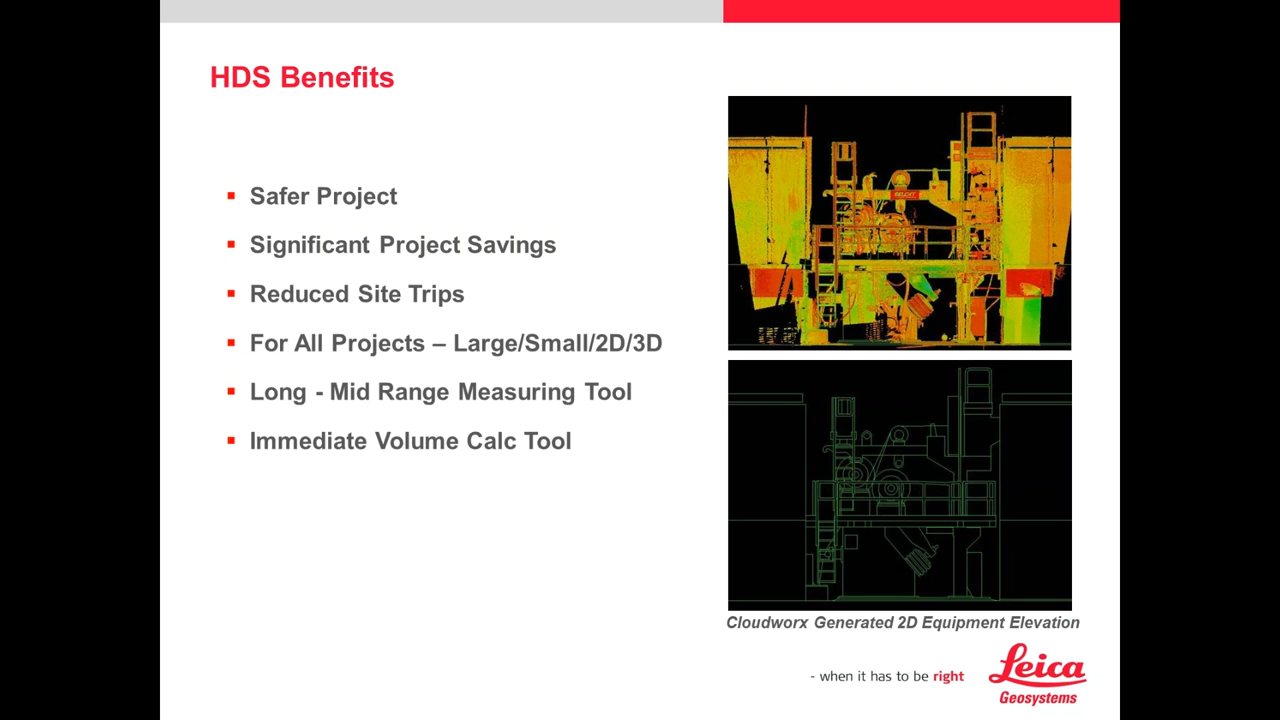 HDS Benefits
Safer Project
Significant Project Savings
Reduced Site Trips
For All Projects – Large/Small/2D/3D
Long - Mid Range Measuring Tool
Immediate Volume Calc Tool
Cloudworx Generated 2D Equipment Elevation
- when it has to be right
Leica
Geosystems